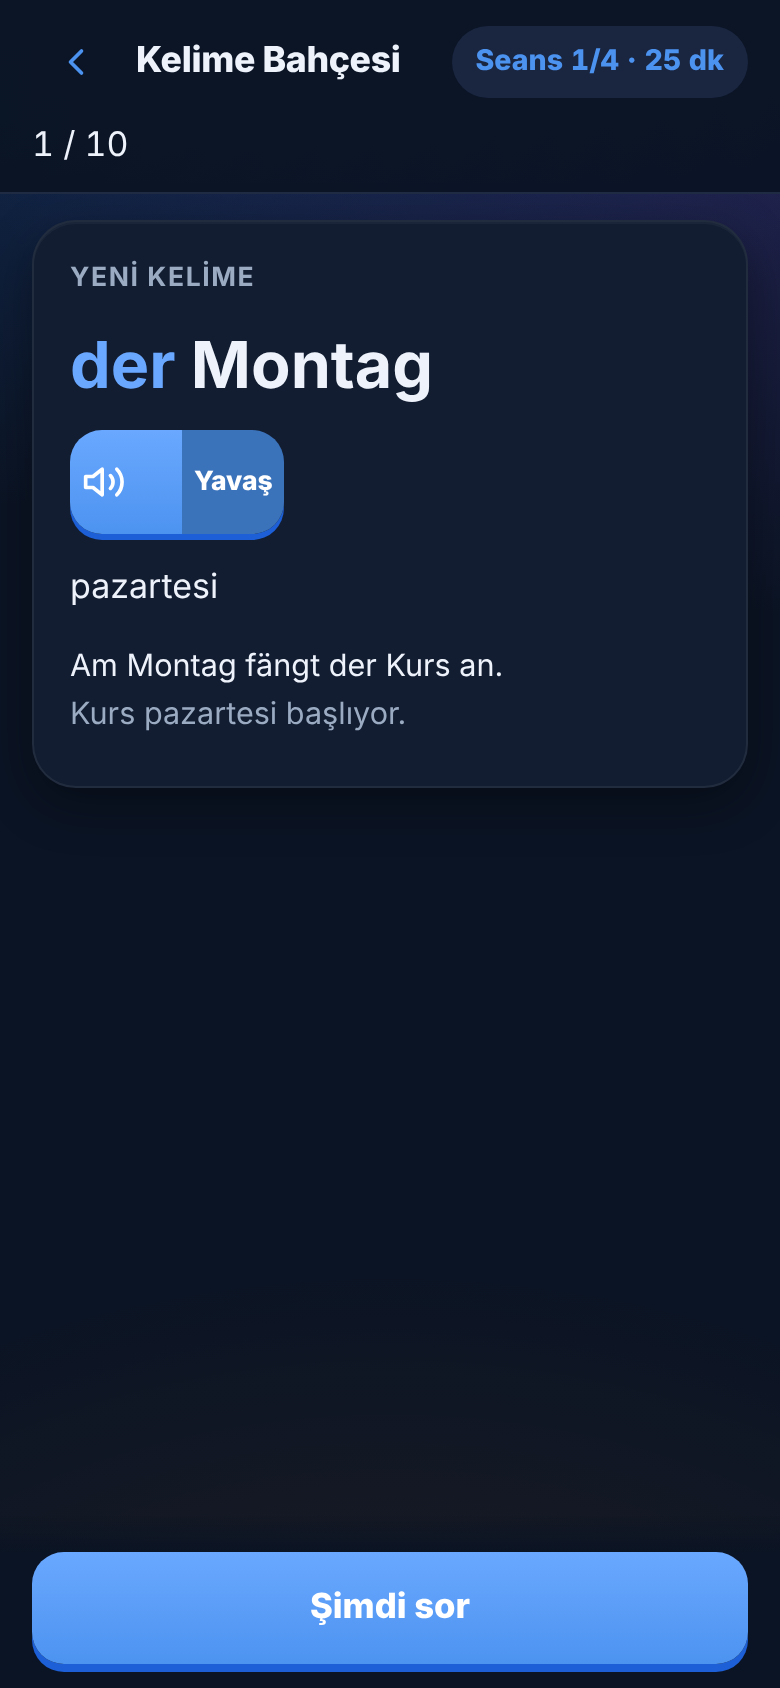 Kelime Bahçesi
Seans 1/4 · 25 dk
1 / 10
YENİ KELİME
der Montag
Yavaş
pazartesi
Am Montag fängt der Kurs an.
Kurs pazartesi başlıyor.
Şimdi sor